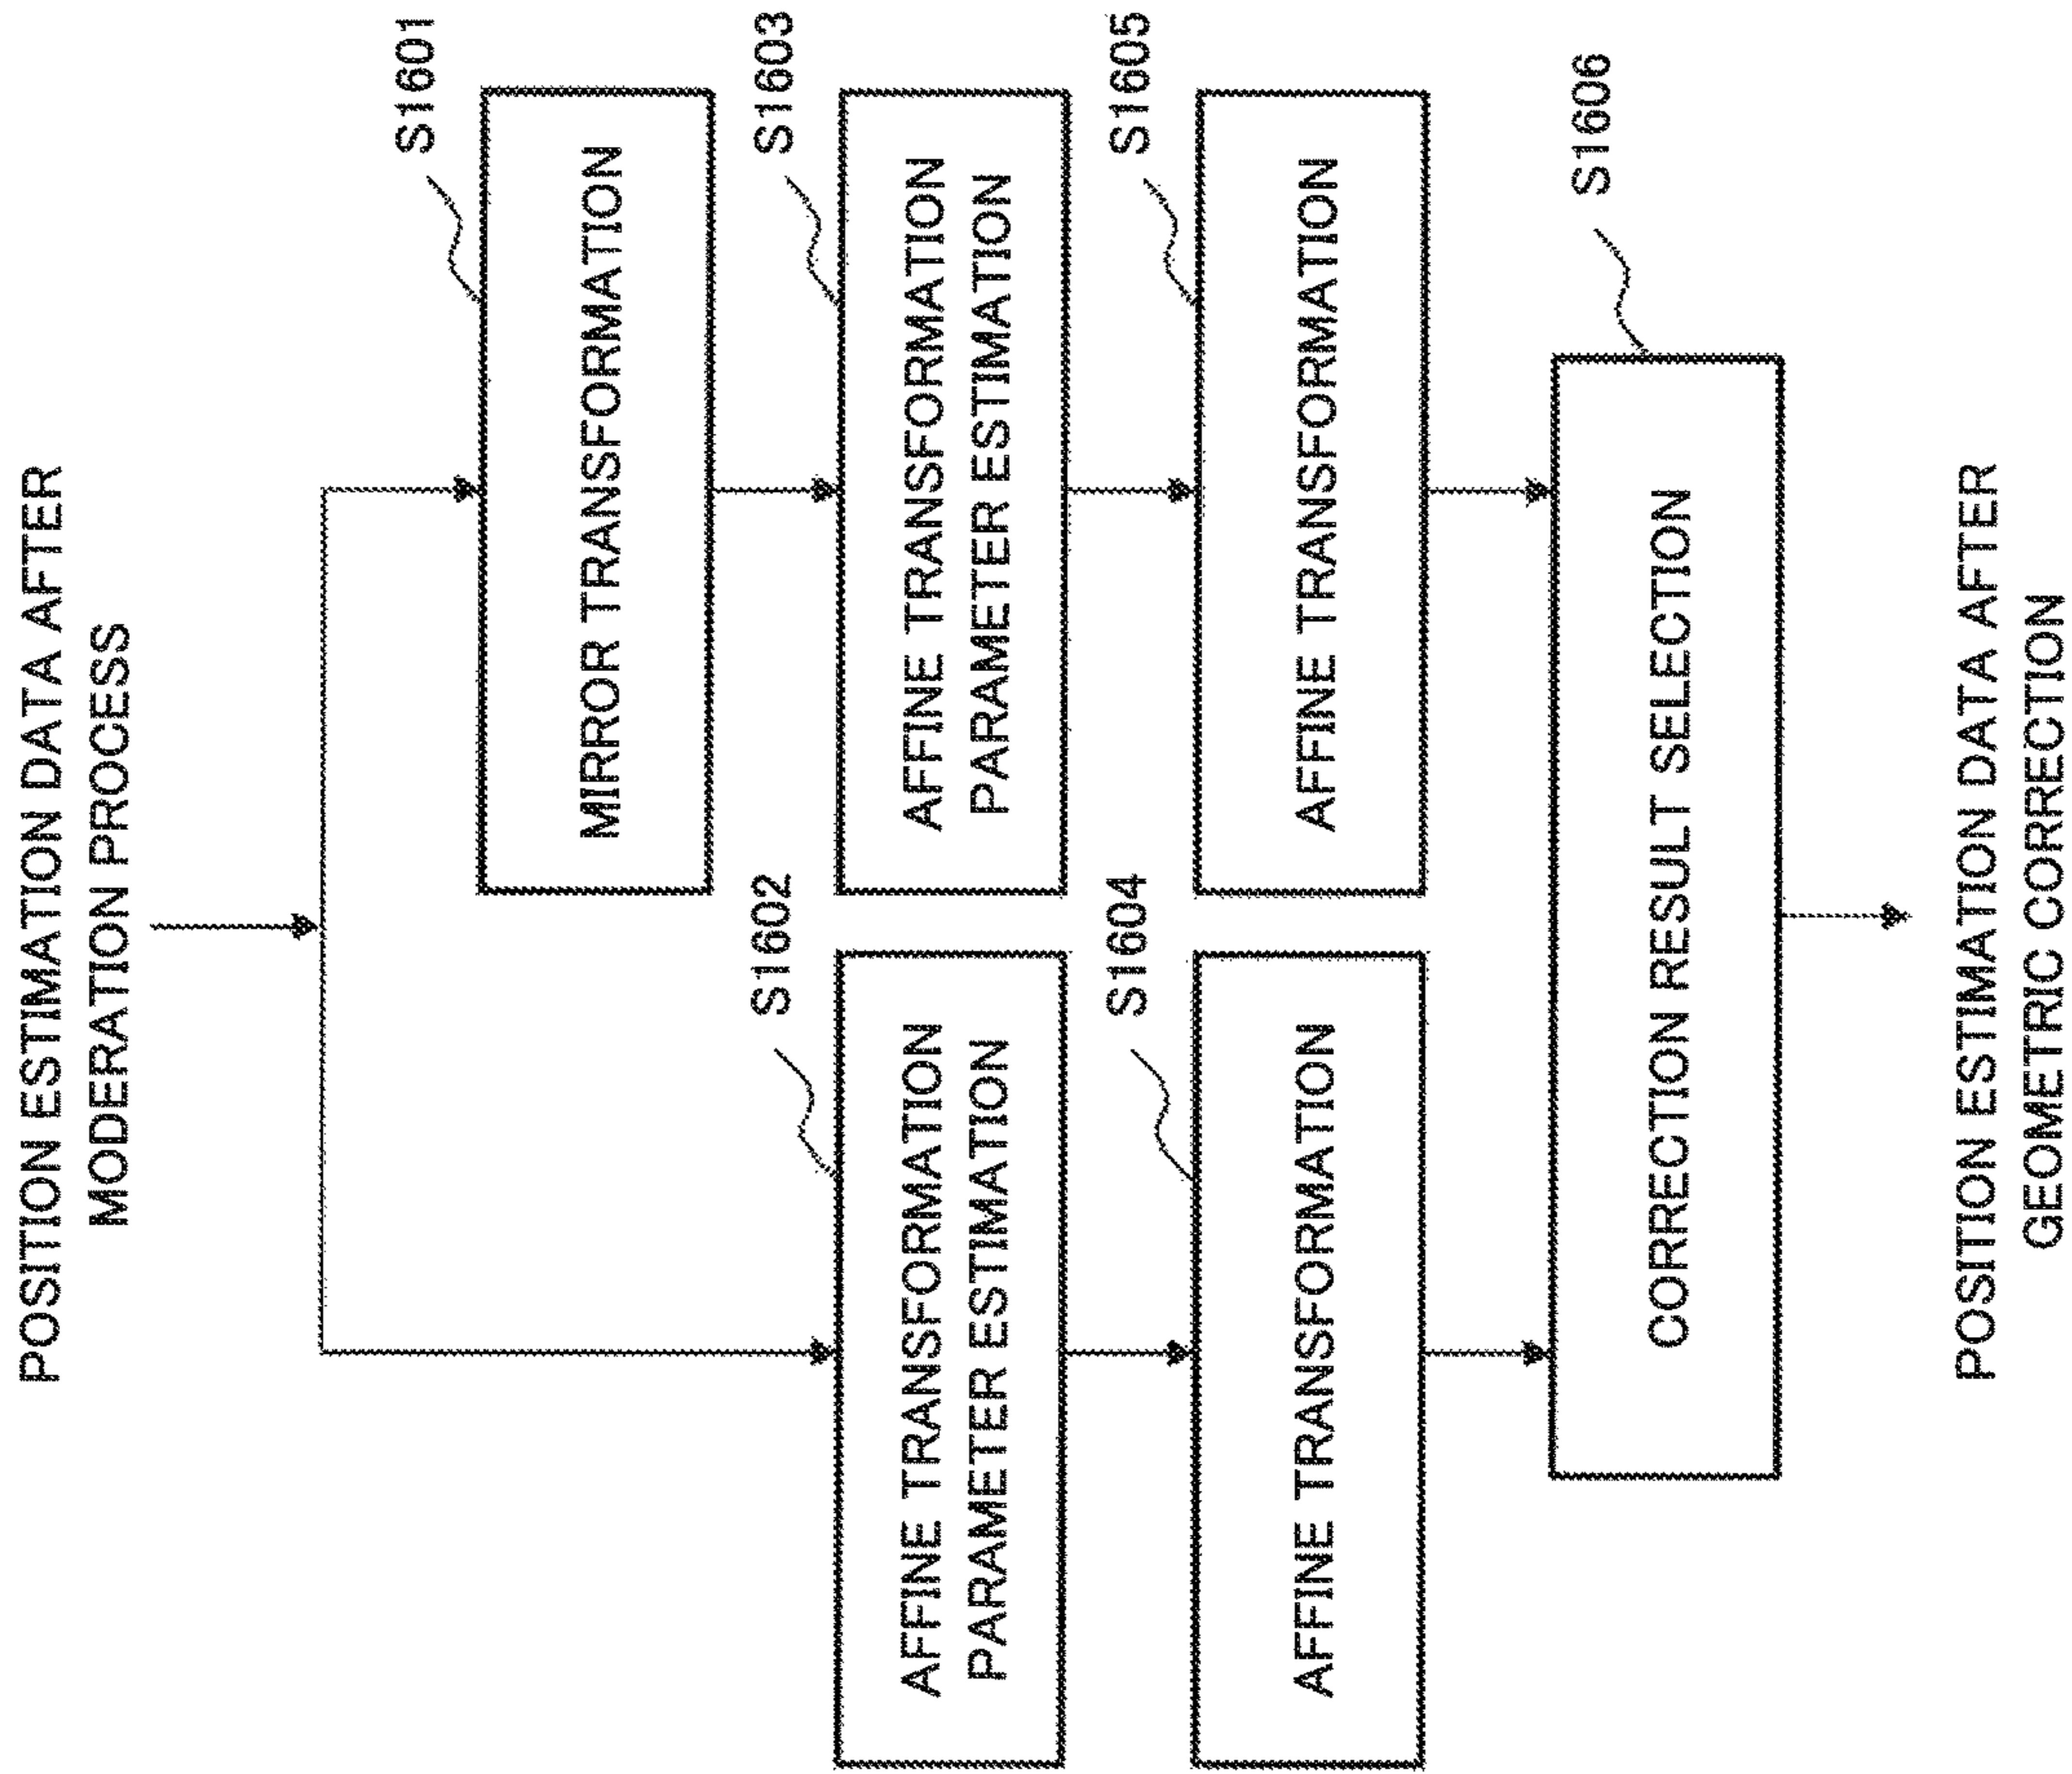 POSITION ESTIMATION DATA AFTER
MODERATION PROCESS
S1601
MIRROR TRANSFORMATION
S1602
AFFINE TRANSFORMATION
PARAMETER ESTIMATION
S1603
AFFINE TRANSFORMATION
PARAMETER ESTIMATION
S1604
AFFINE TRANSFORMATION
S1605
AFFINE TRANSFORMATION
S1606
CORRECTION RESULT SELECTION
POSITION ESTIMATION DATA AFTER
GEOMETRIC CORRECTION